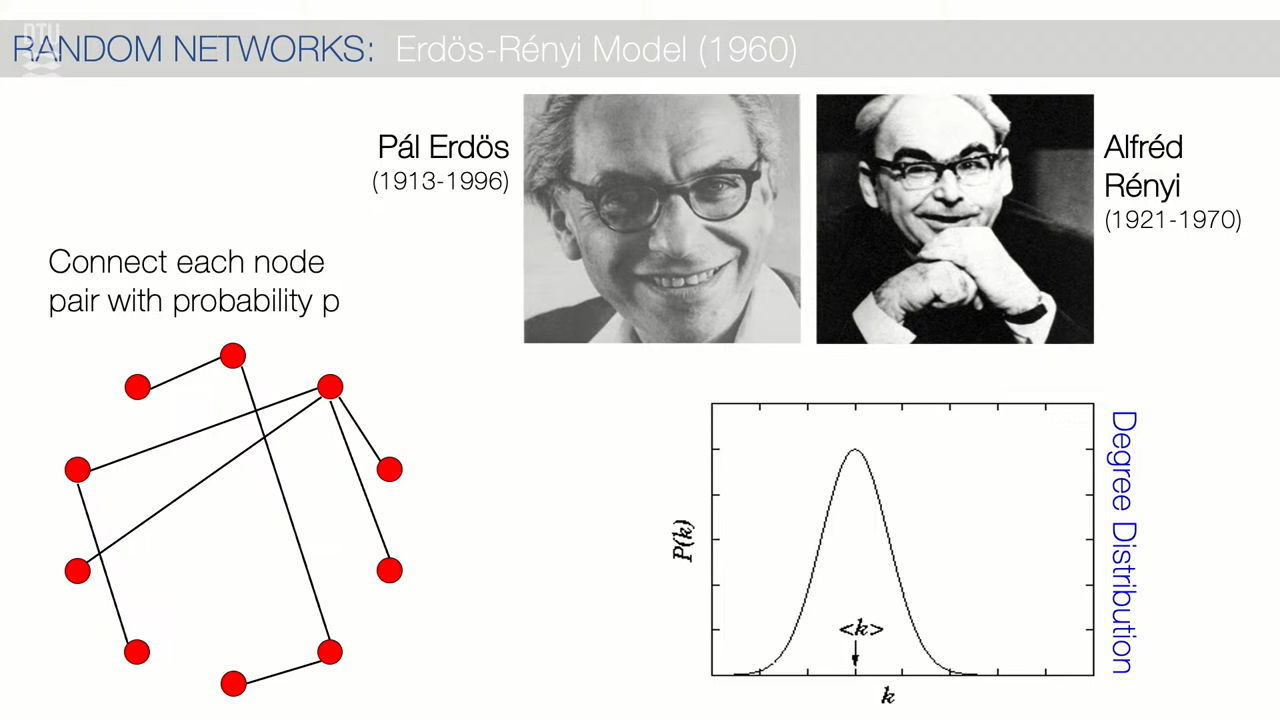 DTU
RANDOM NETWORKS: Erdös-Rényi Model (1960)
Pál Erdös
(1913-1996)
Alfréd
Rényi
(1921-1970)
Connect each node
pair with probability p
P(k)
<k>
k
Degree Distribution